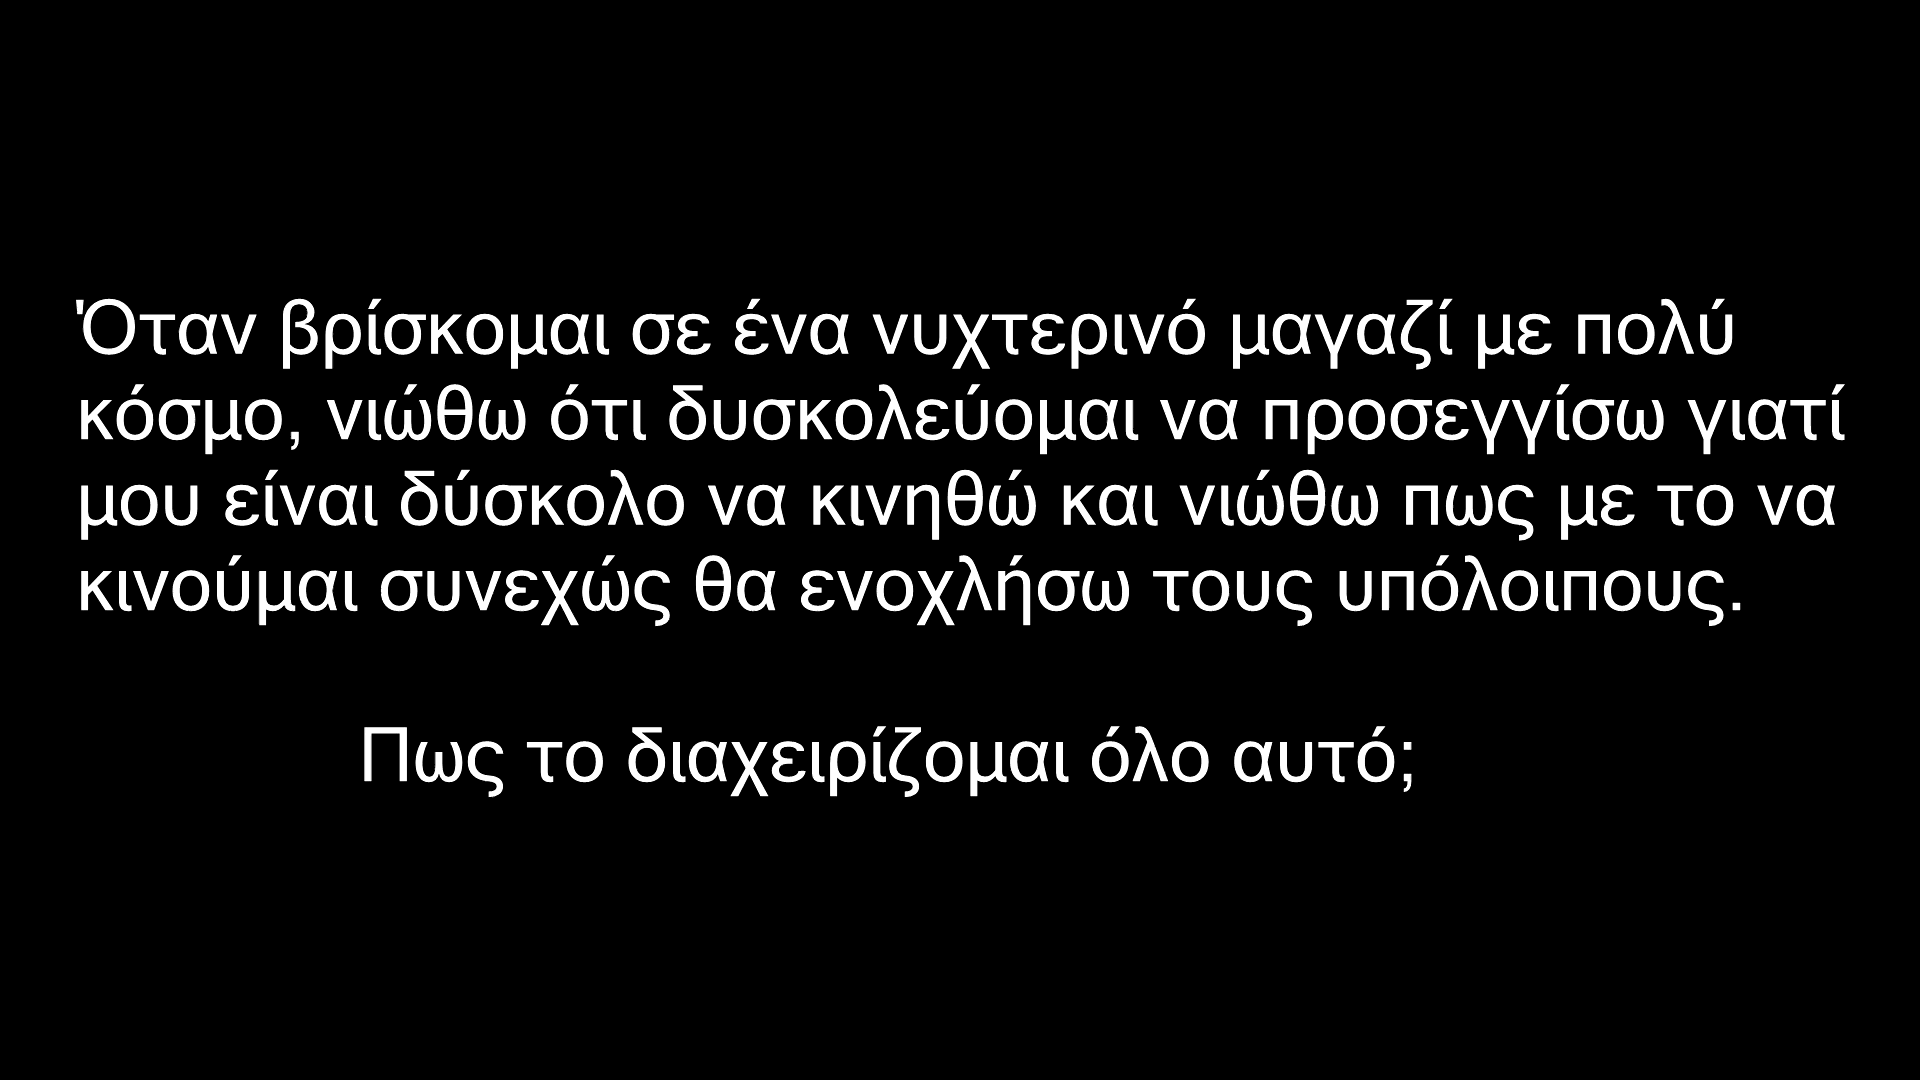 Όταν βρίσκομαι σε ένα νυχτερινό μαγαζί με πολύ
κόσμο, νιώθω ότι δυσκολεύομαι να προσεγγίσω γιατί
μου είναι δύσκολο να κινηθώ και νιώθω πως με το να
κινούμαι συνεχώς θα ενοχλήσω τους υπόλοιπους.
Πως το διαχειρίζομαι όλο αυτό;